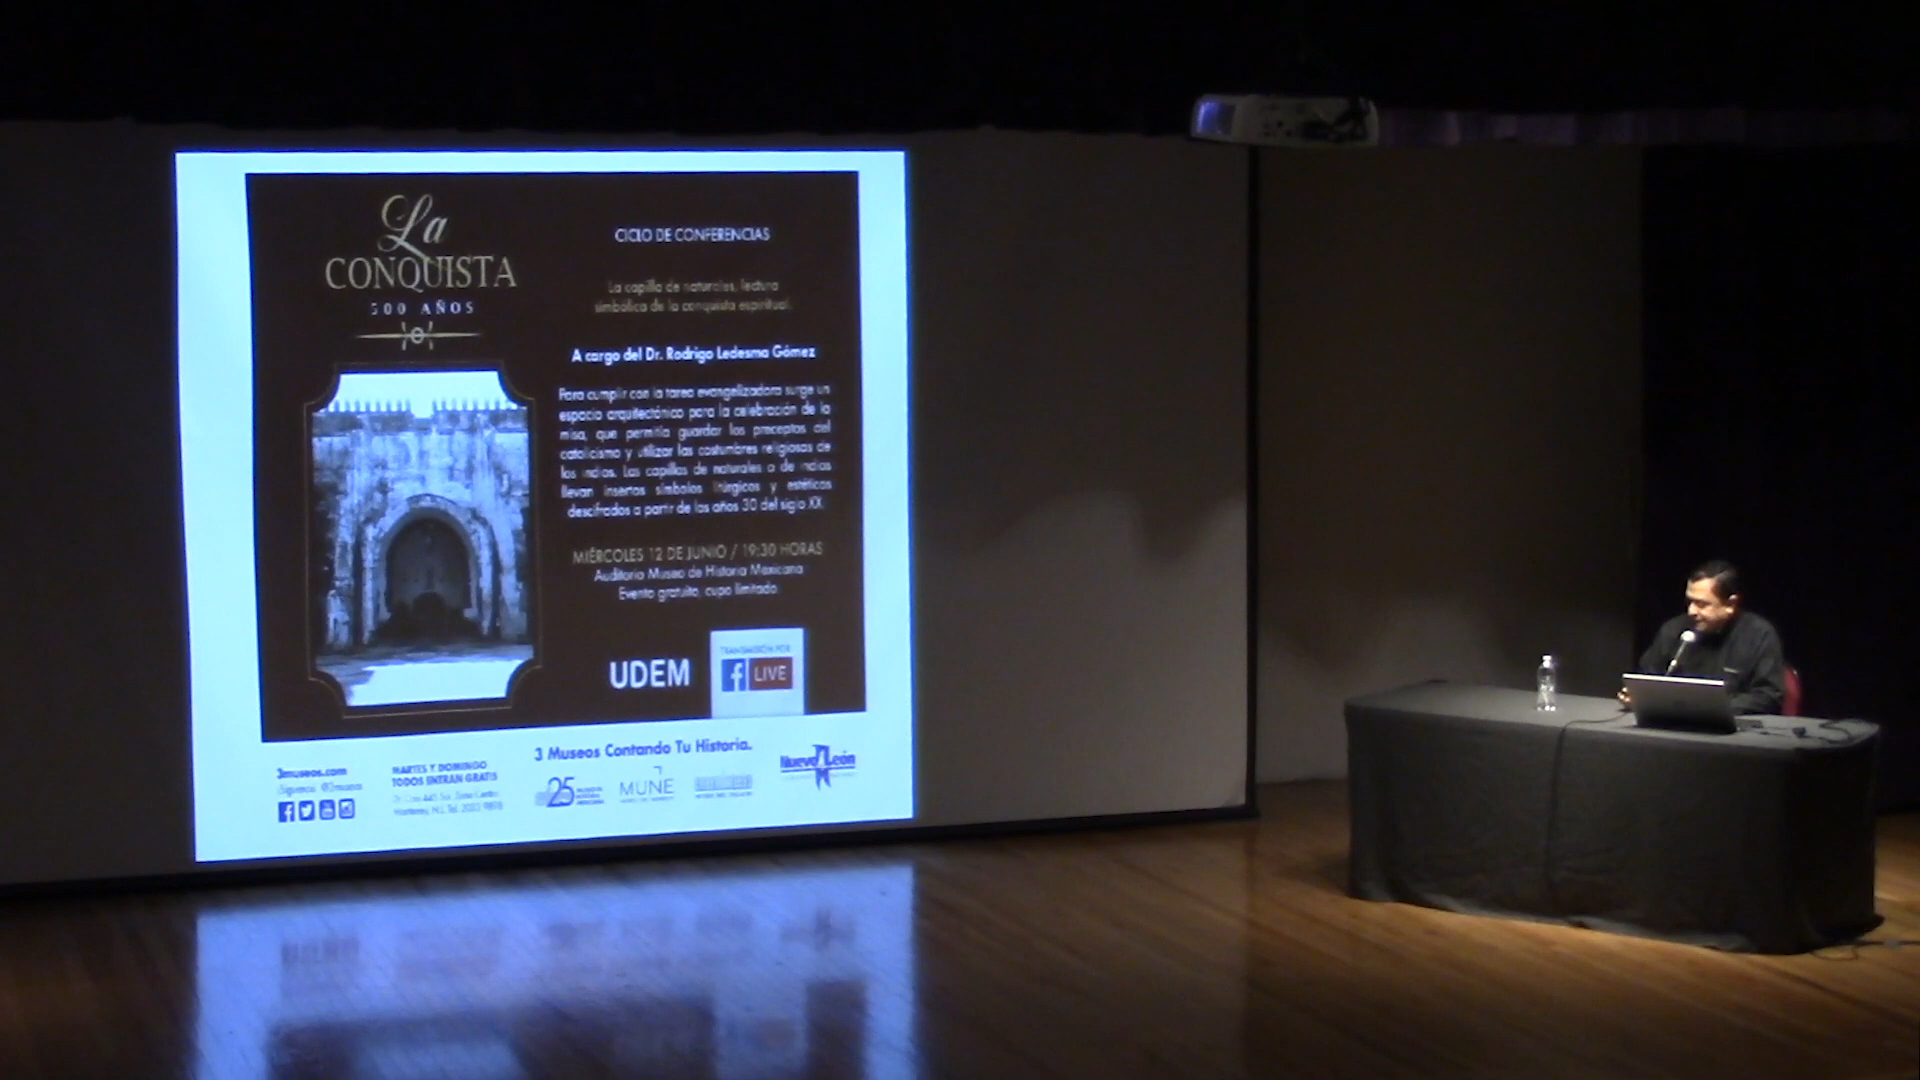 La
CONQUISTA
500 AÑOS
CICLO DE CONFERENCIAS
La capilla de naturales, lectura
simbólica de la conquista espiritual.
A cargo del Dr. Rodrigo Ledesma Gómez
Para cumplir con la tarea evangelizadora surge un
espacio arquitectónico para la celebración de la
misa, que permitía guardar los preceptos del
catolicismo y utilizar las costumbres religiosas de
los indios. Las capillas de naturales o de indios
llevan insertos símbolos litúrgicos y estéticos
descifrados a partir de los años 30 del siglo XX.
MIÉRCOLES 12 DE JUNIO / 19:30 HORAS
Auditorio Museo de Historia Mexicana
Evento gratuito, cupo limitado
UDEM
TRANSMISIÓN POR
f LIVE
3museos.com
Síguenos @3museos
MARTES Y DOMINGO
TODOS ENTRAN GRATIS
3 Museos Contando Tu Historia.
25
MUNE
Nuevo León